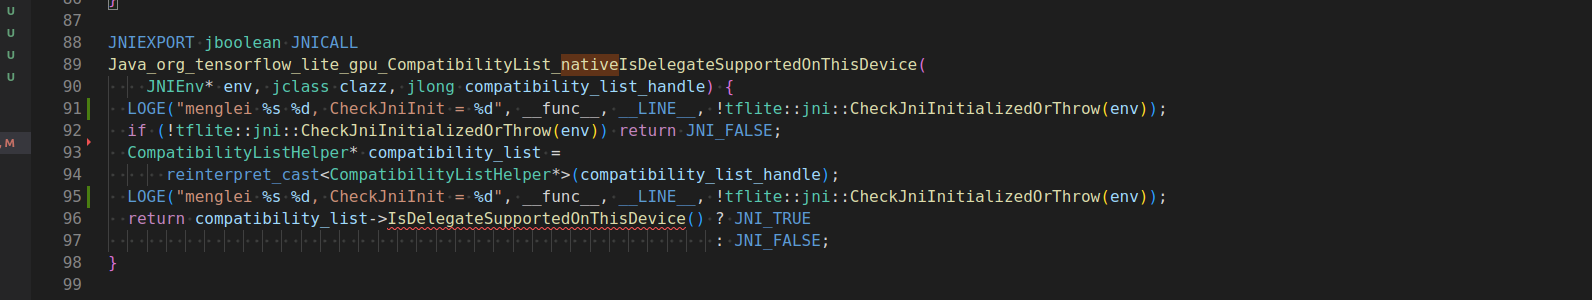 86 }
87
88 JNIEXPORT jboolean JNICALL
89 Java_org_tensorflow_lite_gpu_CompatibilityList_nativeIsDelegateSupportedOnThisDevice(
90 JNIEnv* env, jclass clazz, jlong compatibility_list_handle) {
91 LOGE("menglei %s %d, CheckJniInit = %d", __func__, __LINE__, !tflite::jni::CheckJniInitializedOrThrow(env));
92 if (!tflite::jni::CheckJniInitializedOrThrow(env)) return JNI_FALSE;
93 CompatibilityListHelper* compatibility_list =
94 reinterpret_cast<CompatibilityListHelper*>(compatibility_list_handle);
95 LOGE("menglei %s %d, CheckJniInit = %d", __func__, __LINE__, !tflite::jni::CheckJniInitializedOrThrow(env));
96 return compatibility_list->IsDelegateSupportedOnThisDevice() ? JNI_TRUE
97 : JNI_FALSE;
98 }
99
U
U
U
U
, M